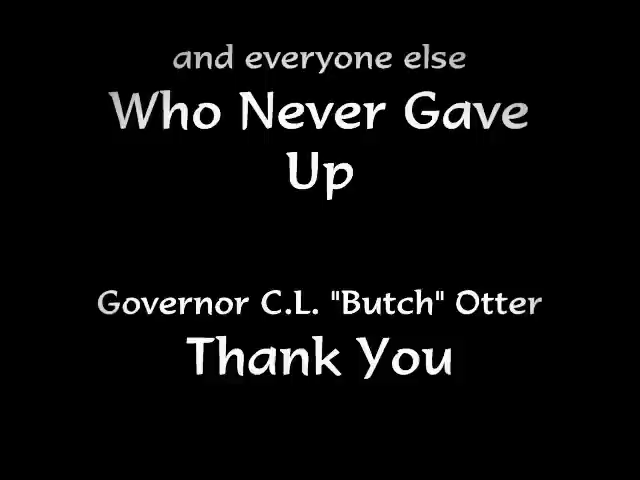 and everyone else
Who Never Gave
Up
Governor C.L. "Butch" Otter
Thank You